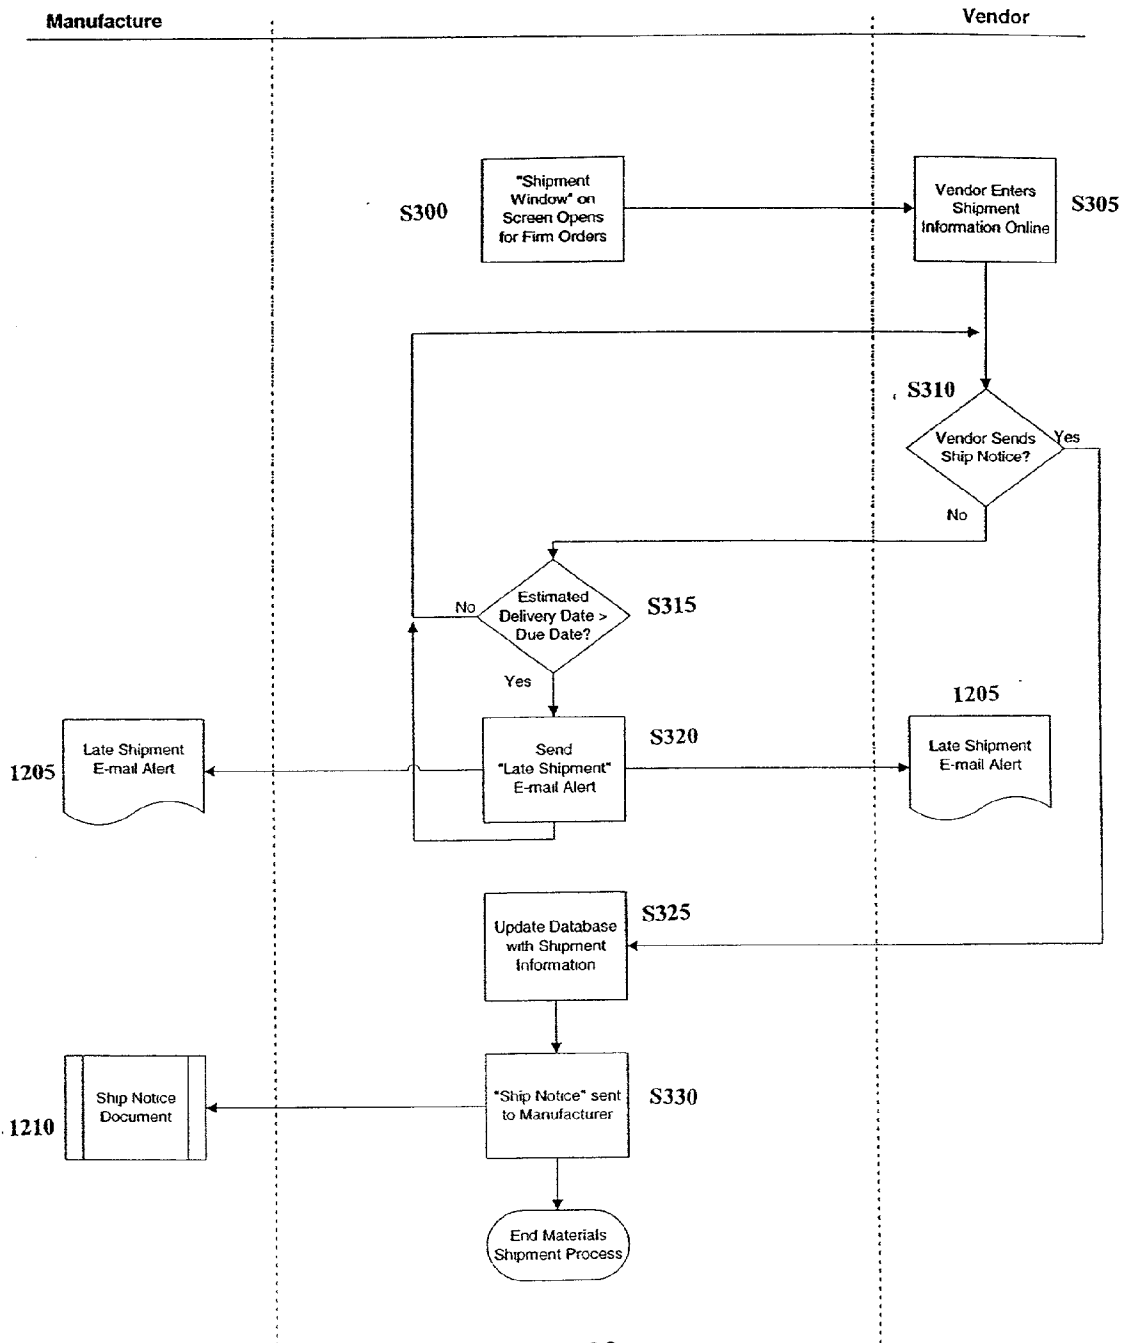 Manufacture
Vendor
S300
"Shipment
Window" on
Screen Opens
for Firm Orders
Vendor Enters
Shipment
Information Online
S305
S310
Vendor Sends
Ship Notice?
Yes
No
No
Estimated
Delivery Date >
Due Date?
S315
Yes
1205
Late Shipment
E-mail Alert
1205
Send
"Late Shipment"
E-mail Alert
S320
Late Shipment
E-mail Alert
Update Database
with Shipment
Information
S325
1210
Ship Notice
Document
"Ship Notice" sent
to Manufacturer
S330
End Materials
Shipment Process